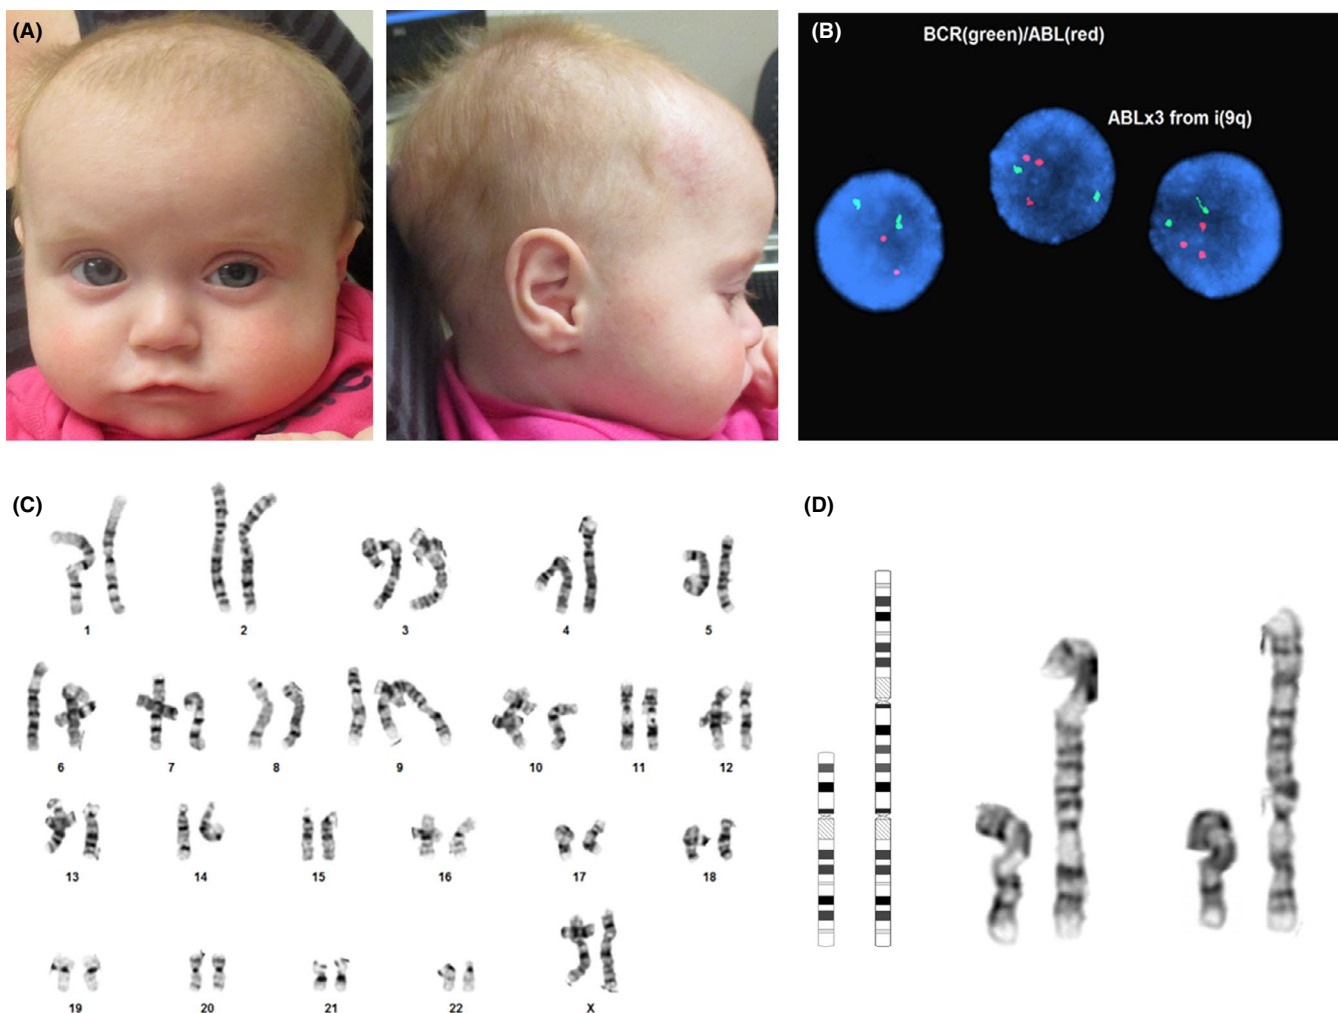 (A)
(B)
BCR(green)/ABL(red)
ABLx3 from i(9q)
(C)
1 2 3 4 5
6 7 8 9 10 11 12
13 14 15 16 17 18
19 20 21 22 X
(D)